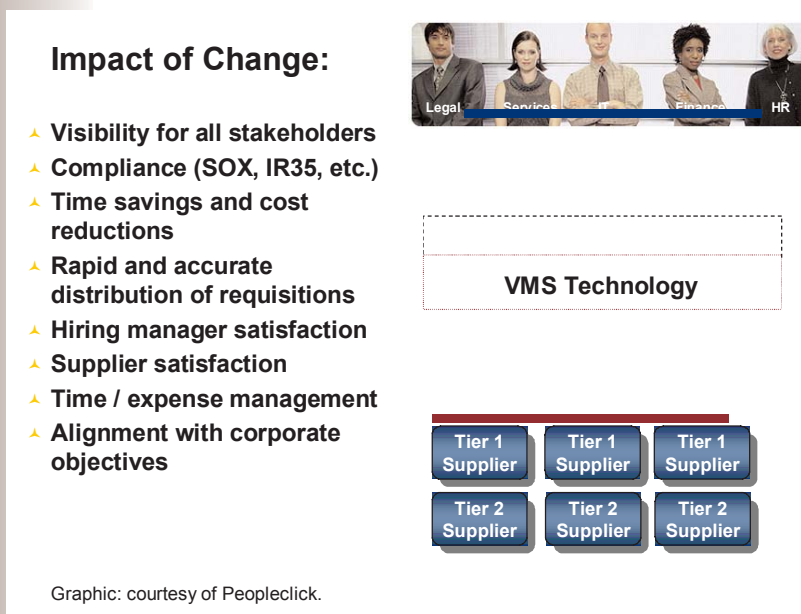 Impact of Change:
Visibility for all stakeholders
Compliance (SOX, IR35, etc.)
Time savings and cost
reductions
Rapid and accurate
distribution of requisitions
Hiring manager satisfaction
Supplier satisfaction
Time / expense management
Alignment with corporate
objectives
Legal Services IT Finance HR
VMS Technology
Tier 1 Tier 1 Tier 1
Supplier Supplier Supplier
Tier 2 Tier 2 Tier 2
Supplier Supplier Supplier
Graphic: courtesy of Peopleclick.